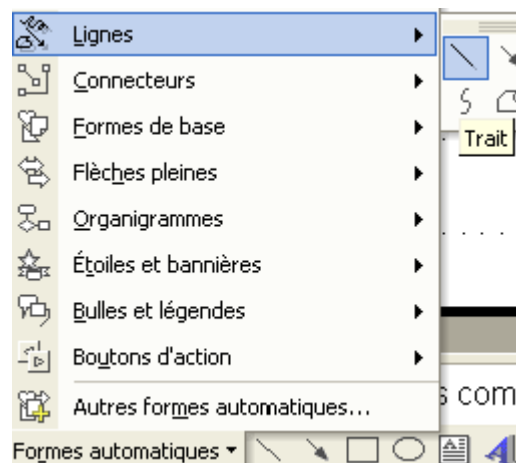 Lignes
Connecteurs
Formes de base
Trait
Flèches pleines
Organigrammes
Étoiles et bannières
Bulles et légendes
Boutons d'action
Autres formes automatiques...
s com
Formes automatiques